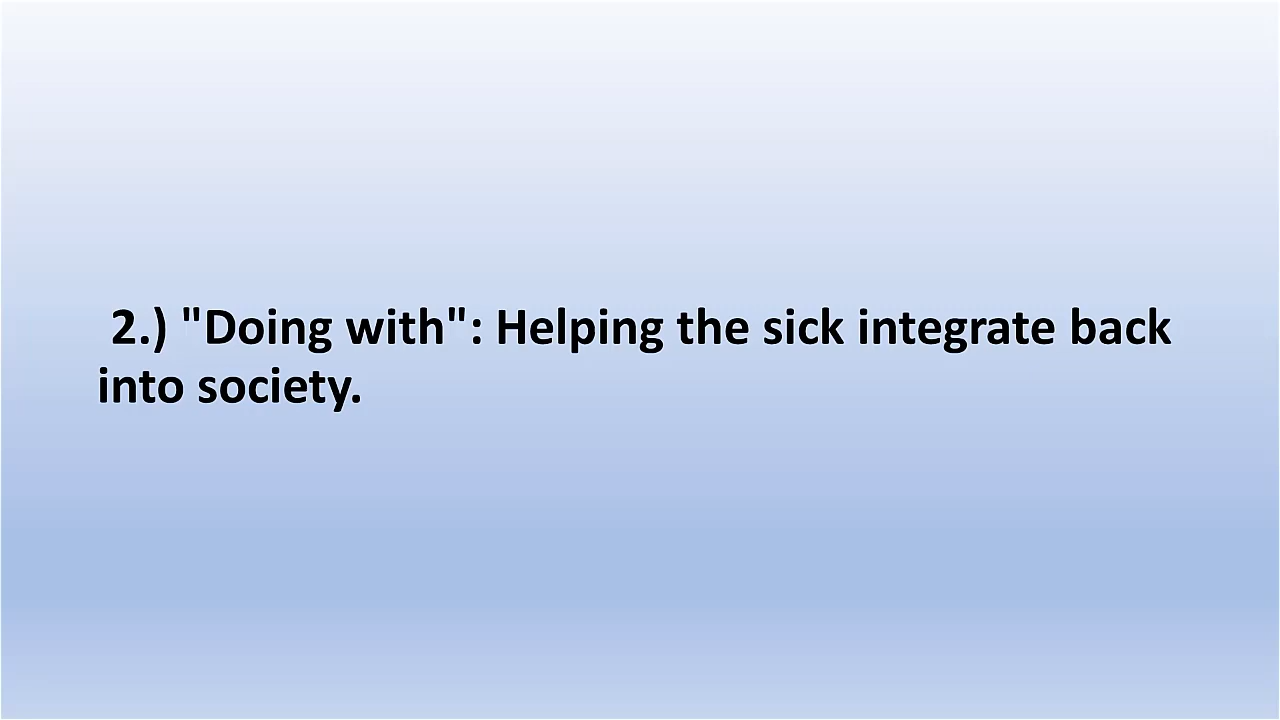 2.) "Doing with": Helping the sick integrate back
into society.